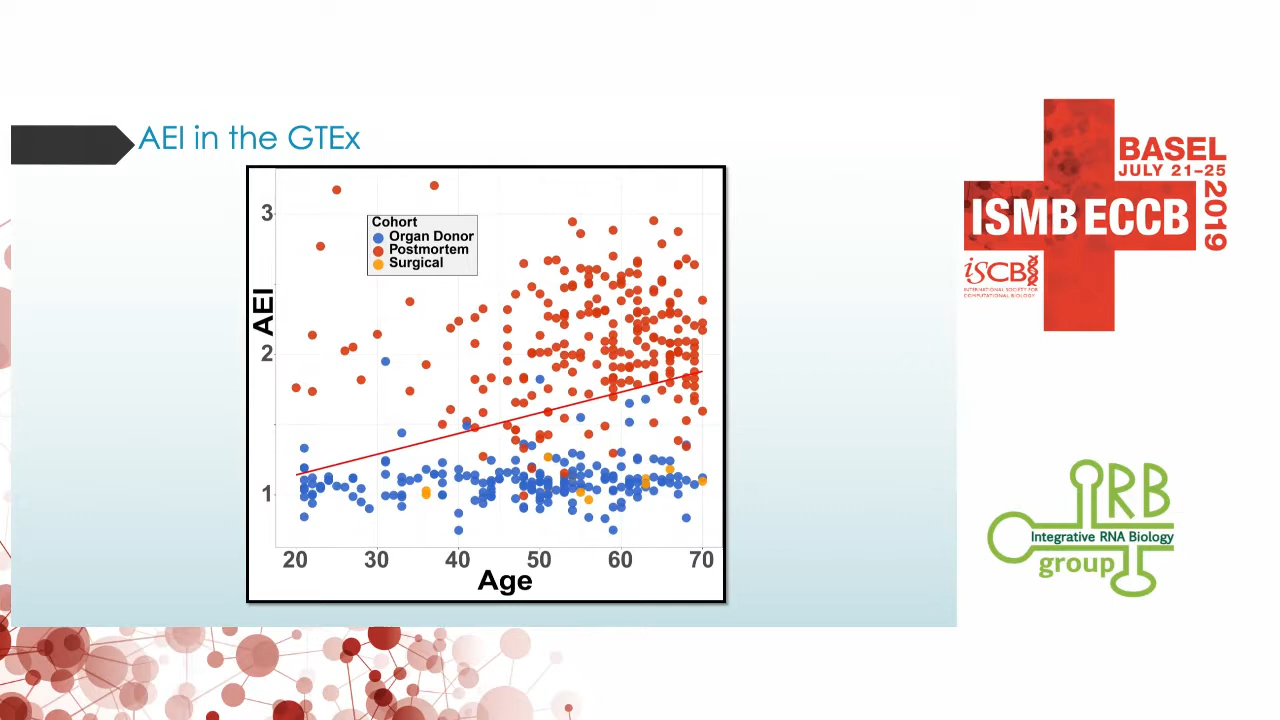 AEI in the GTEx
3
2
1
AEI
Cohort
Organ Donor
Postmortem
Surgical
20 30 40 50 60 70
Age
BASEL
JULY 21-25
2019
ISMB ECCB
iSCB
INTERNATIONAL SOCIETY FOR
COMPUTATIONAL BIOLOGY
IRB
Integrative RNA Biology
group